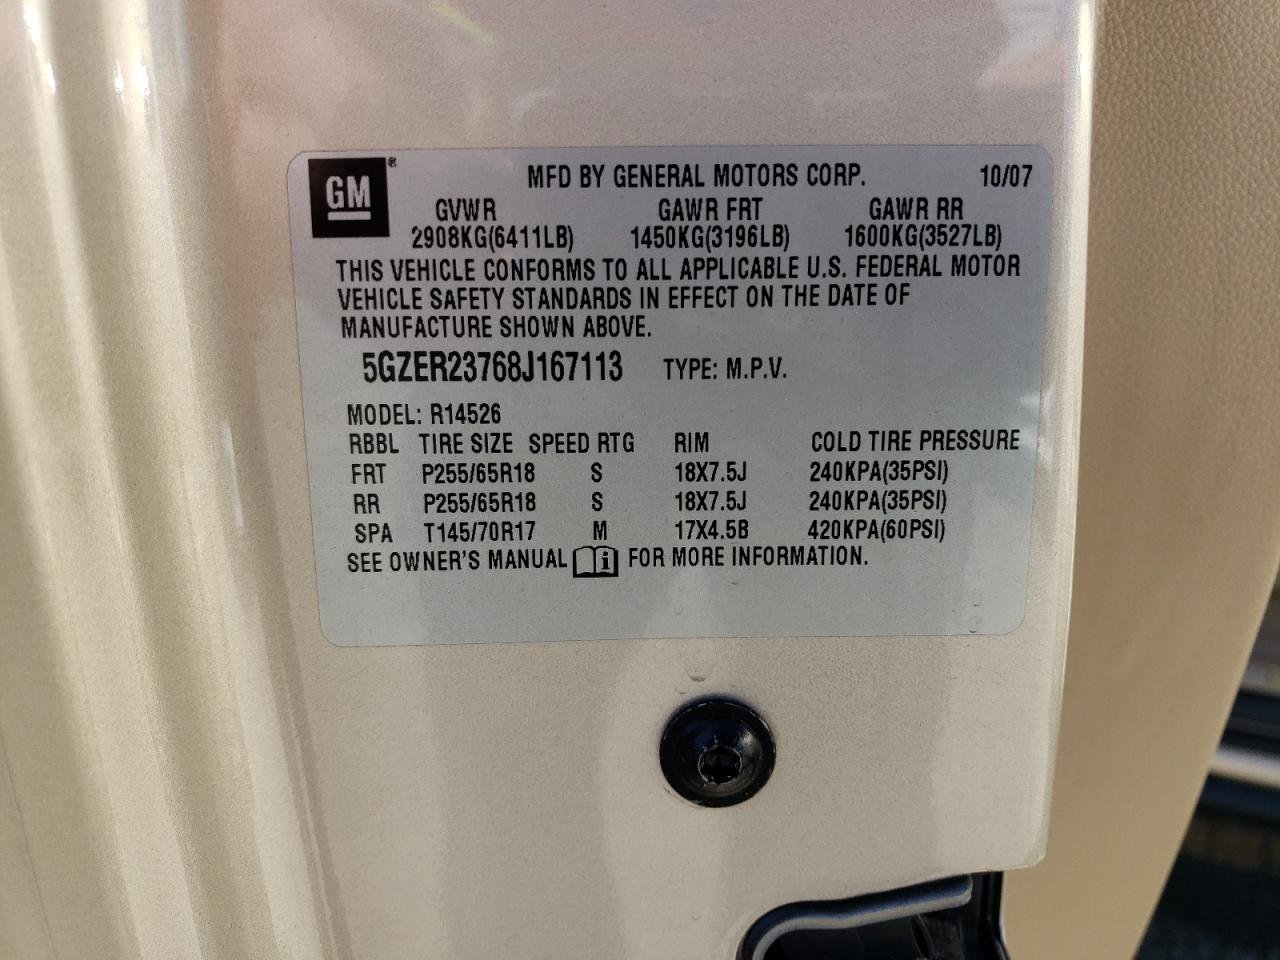 GM®
MFD BY GENERAL MOTORS CORP. 10/07
GVWR GAWR FRT GAWR RR
2908KG(6411LB) 1450KG(3196LB) 1600KG(3527LB)
THIS VEHICLE CONFORMS TO ALL APPLICABLE U.S. FEDERAL MOTOR
VEHICLE SAFETY STANDARDS IN EFFECT ON THE DATE OF
MANUFACTURE SHOWN ABOVE.
5GZER23768J167113 TYPE: M.P.V.
MODEL: R14526
RBBL TIRE SIZE SPEED RTG RIM COLD TIRE PRESSURE
FRT P255/65R18 S 18X7.5J 240KPA(35PSI)
RR P255/65R18 S 18X7.5J 240KPA(35PSI)
SPA T145/70R17 M 17X4.5B 420KPA(60PSI)
SEE OWNER'S MANUAL i FOR MORE INFORMATION.